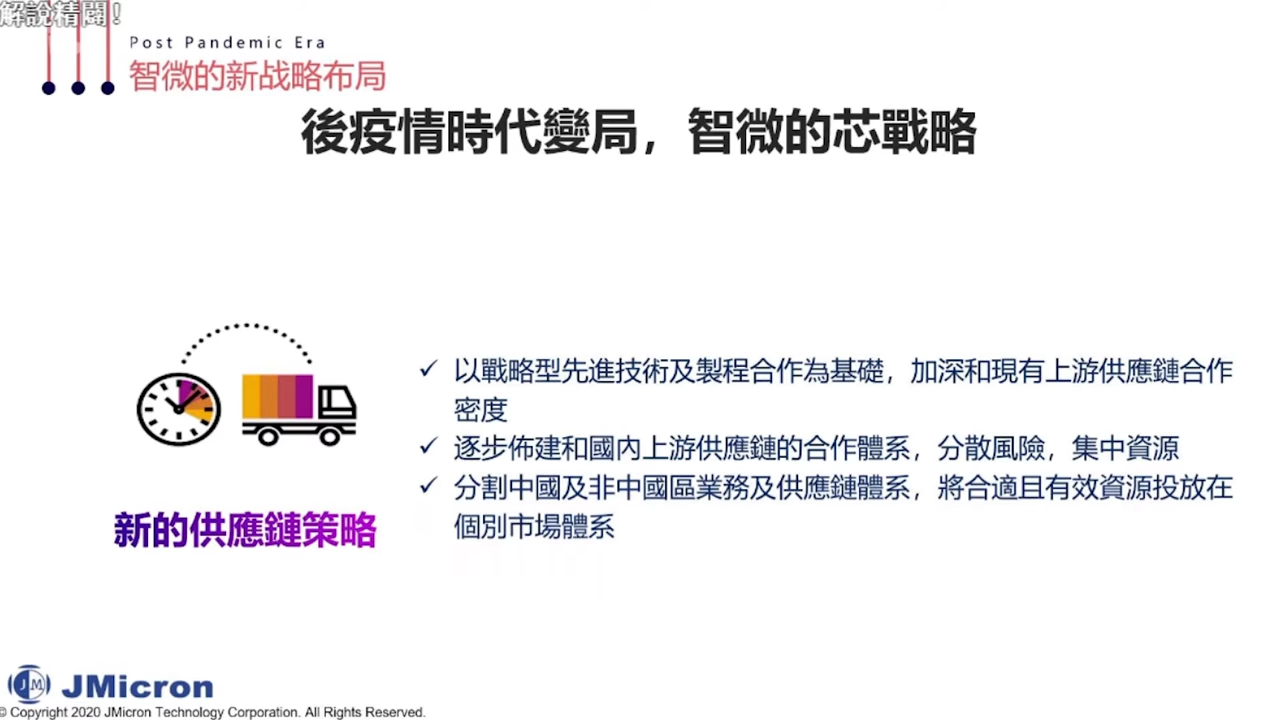 解說精闢!
Post Pandemic Era
智微的新战略布局
後疫情時代變局，智微的芯戰略
以戰略型先進技術及製程合作為基礎，加深和現有上游供應鏈合作
密度
逐步佈建和國內上游供應鏈的合作體系，分散風險，集中資源
分割中國及非中國區業務及供應鏈體系，將合適且有效資源投放在
個別市場體系
新的供應鏈策略
JM JMicron
© Copyright 2020 JMicron Technology Corporation. All Rights Reserved.